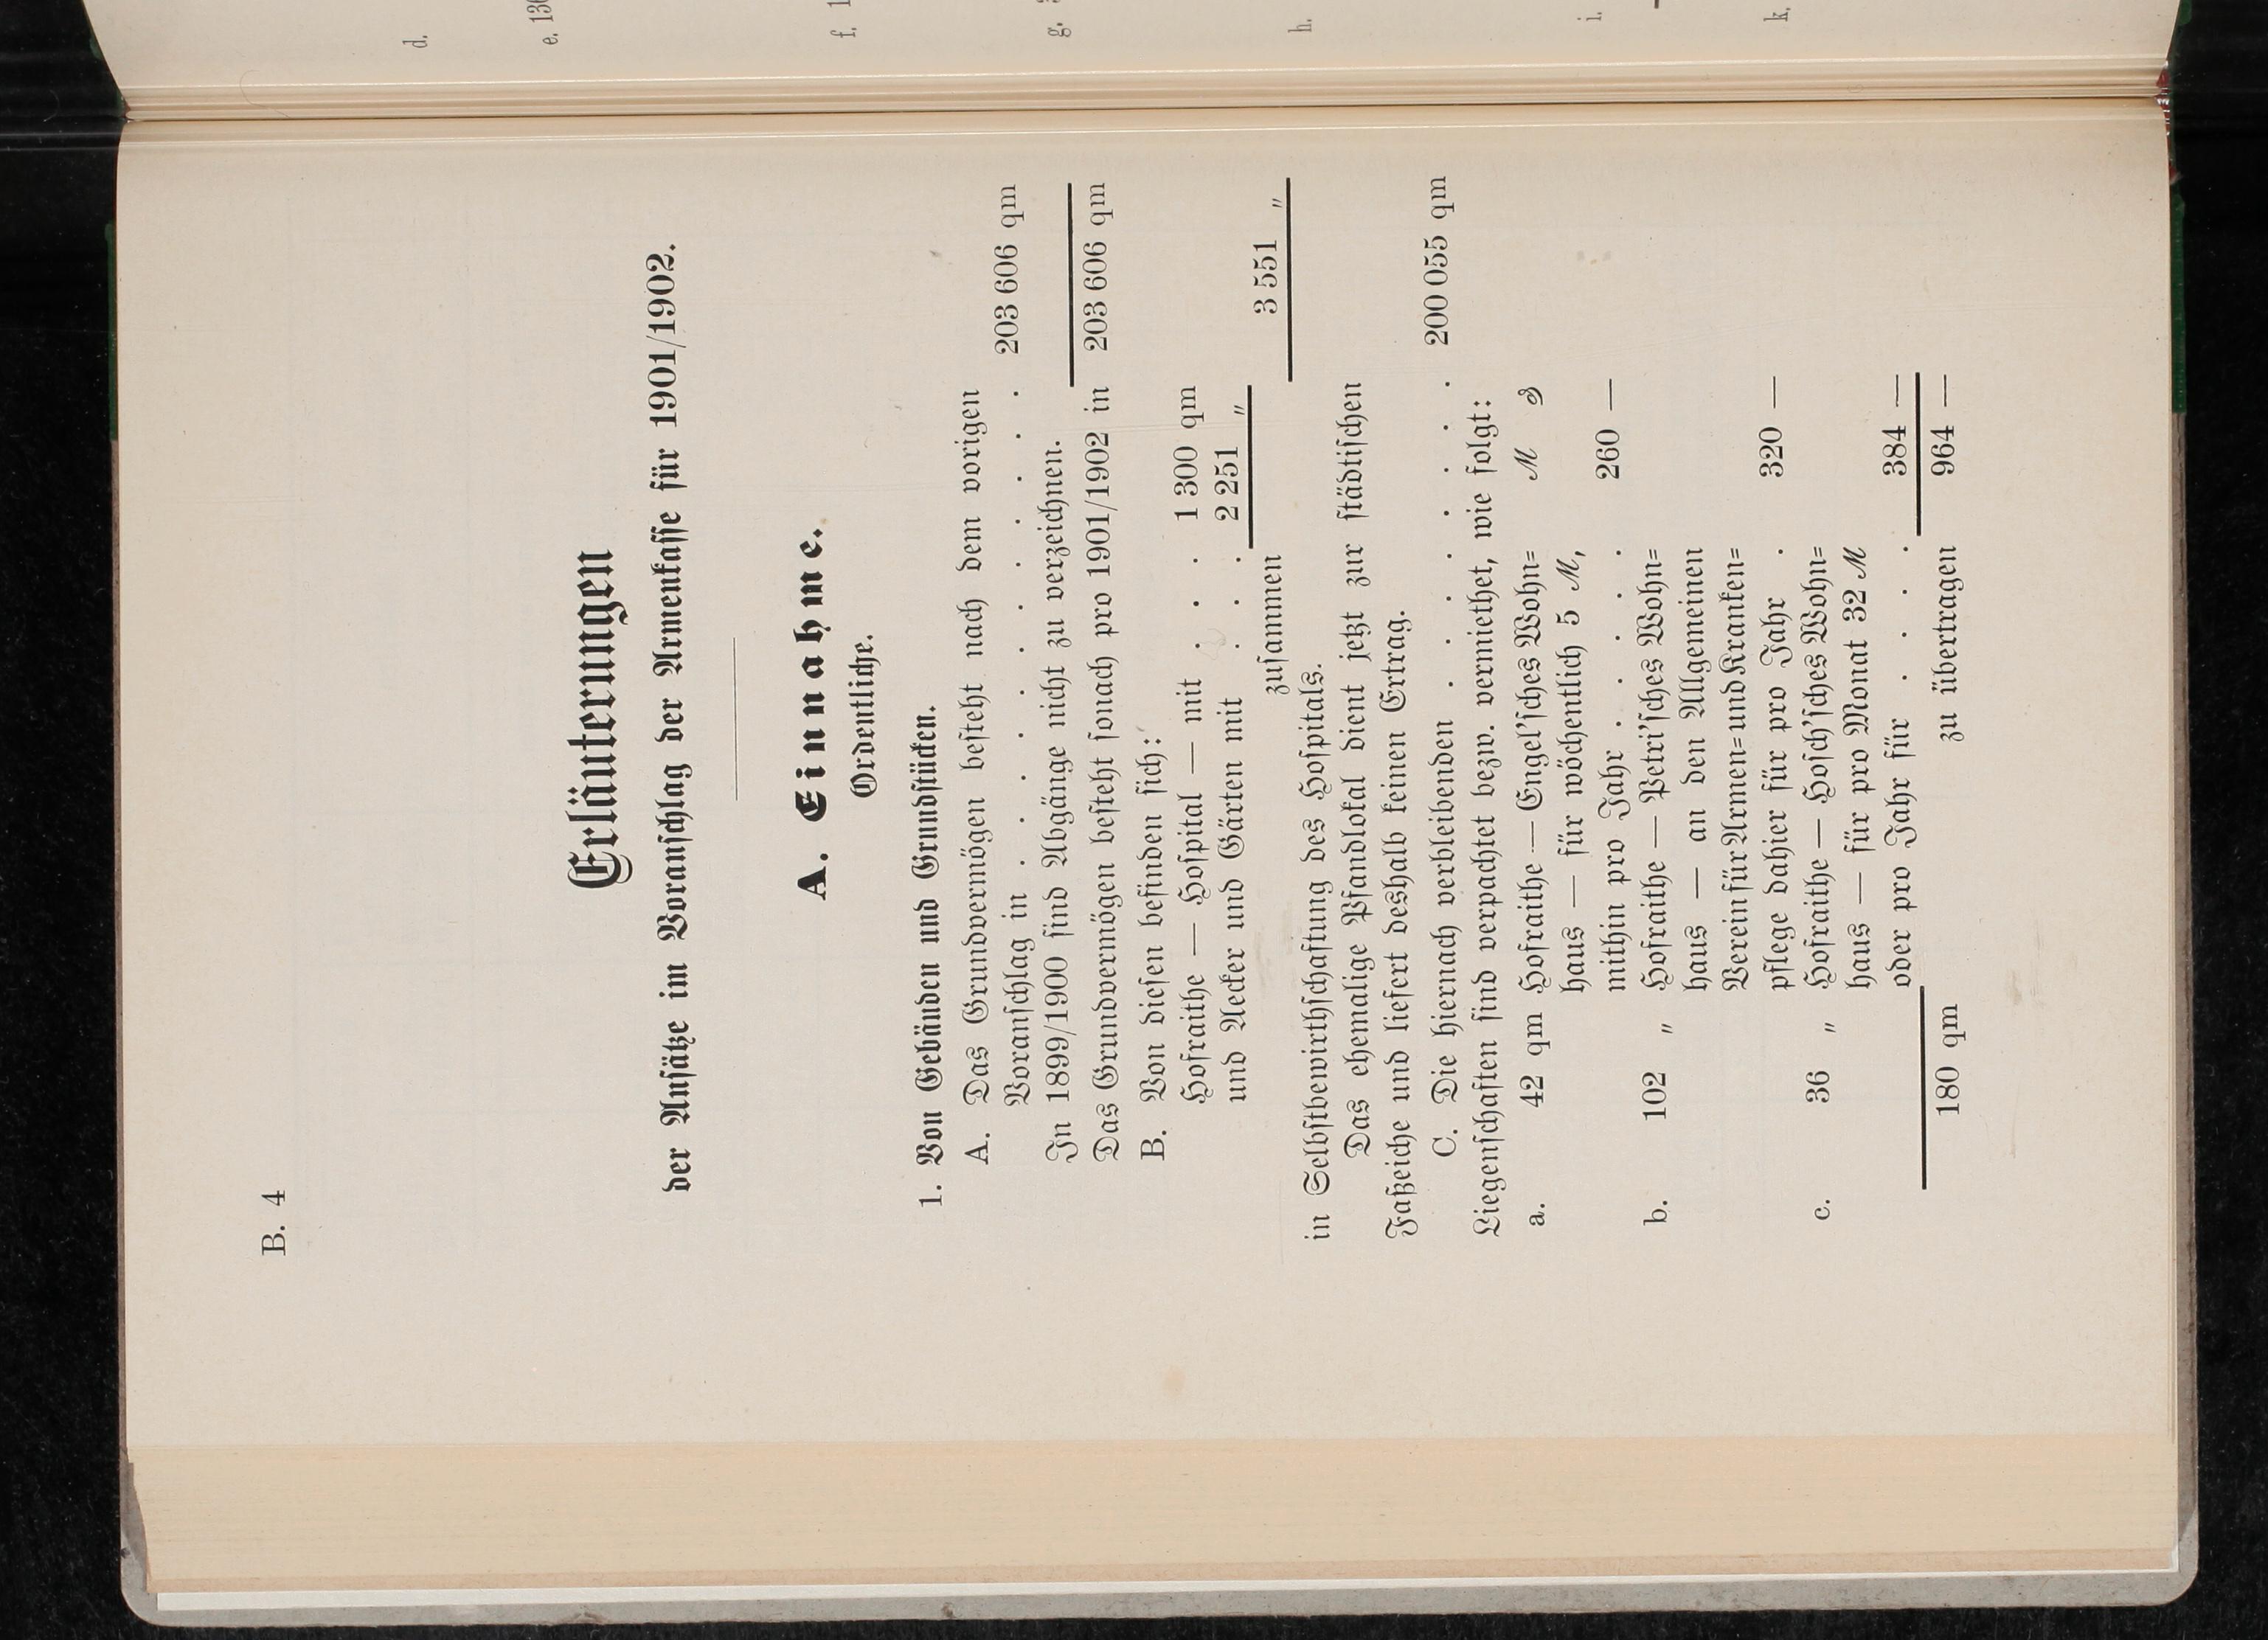 B. 4
Erläuterungen
der Ansätze im Voranschlag der Armenkasse für 1901/1902.
A. Einnahme.
Ordentliche.
1. Von Gebäuden und Grundstücken.
A. Das Grundvermögen besteht nach dem vorigen
Voranschlag in . . . . . . . . . . . . 203 606 qm
In 1899/1900 sind Abgänge nicht zu verzeichnen.
Das Grundvermögen besteht sonach pro 1901/1902 in 203 606 qm
B. Von diesen befinden sich:
Hofraithe — Hospital — mit . . . 1 300 qm
und Aecker und Gärten mit . . . 2 251 "
zusammen 3 551 "
in Selbstbewirthschaftung des Hospitals.
Das ehemalige Pfandlokal dient jetzt zur städtischen
Faßeiche und liefert deshalb keinen Ertrag.
C. Die hiernach verbleibenden . . . . . . . . 200 055 qm
Liegenschaften sind verpachtet bezw. vermiethet, wie folgt:
a. 42 qm Hofraithe — Engel'sches Wohn= ℳ ₰
haus — für wöchentlich 5 ℳ,
mithin pro Jahr . . . . . 260 —
b. 102 " Hofraithe — Petri'sches Wohn=
haus — an den Allgemeinen
Verein für Armen= und Kranken=
pflege dahier für pro Jahr . 320 —
c. 36 " Hofraithe — Hosch'sches Wohn=
haus — für pro Monat 32 ℳ
oder pro Jahr für . . . . 384 —
180 qm zu übertragen 964 —
d.
e.
f.
g.
h.
i.
k.